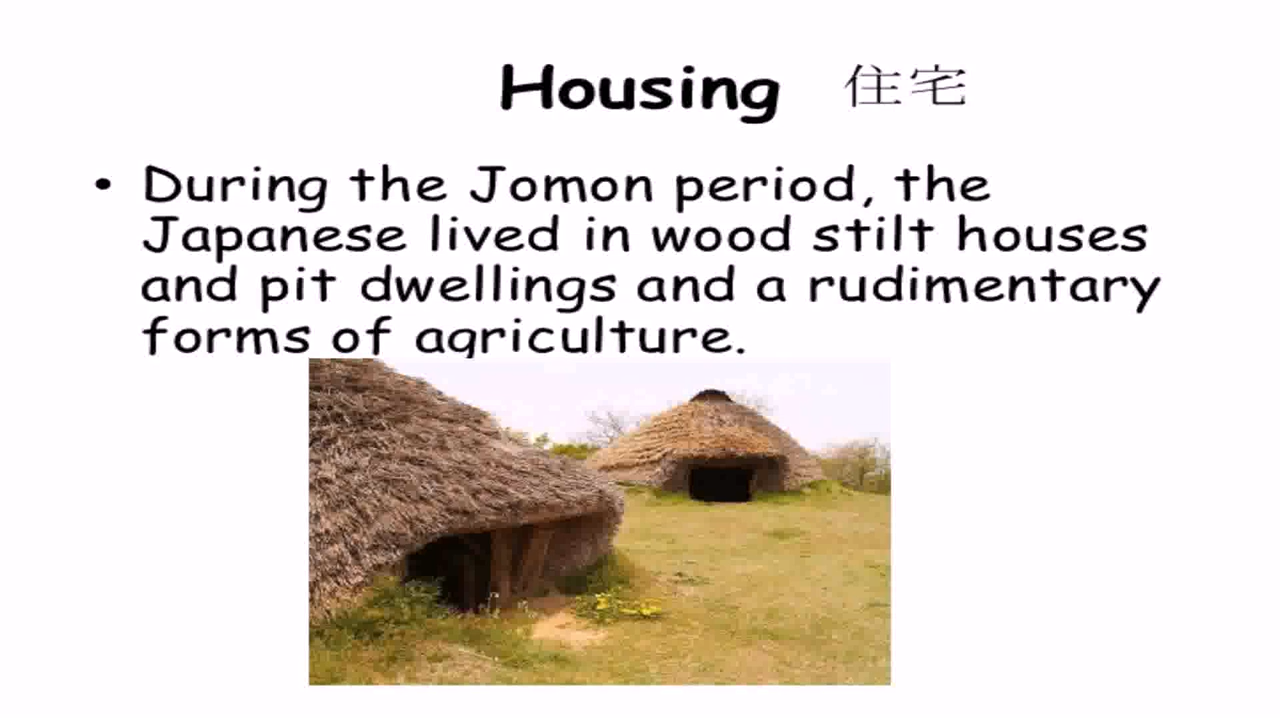 Housing 住宅
• During the Jomon period, the
Japanese lived in wood stilt houses
and pit dwellings and a rudimentary
forms of agriculture.